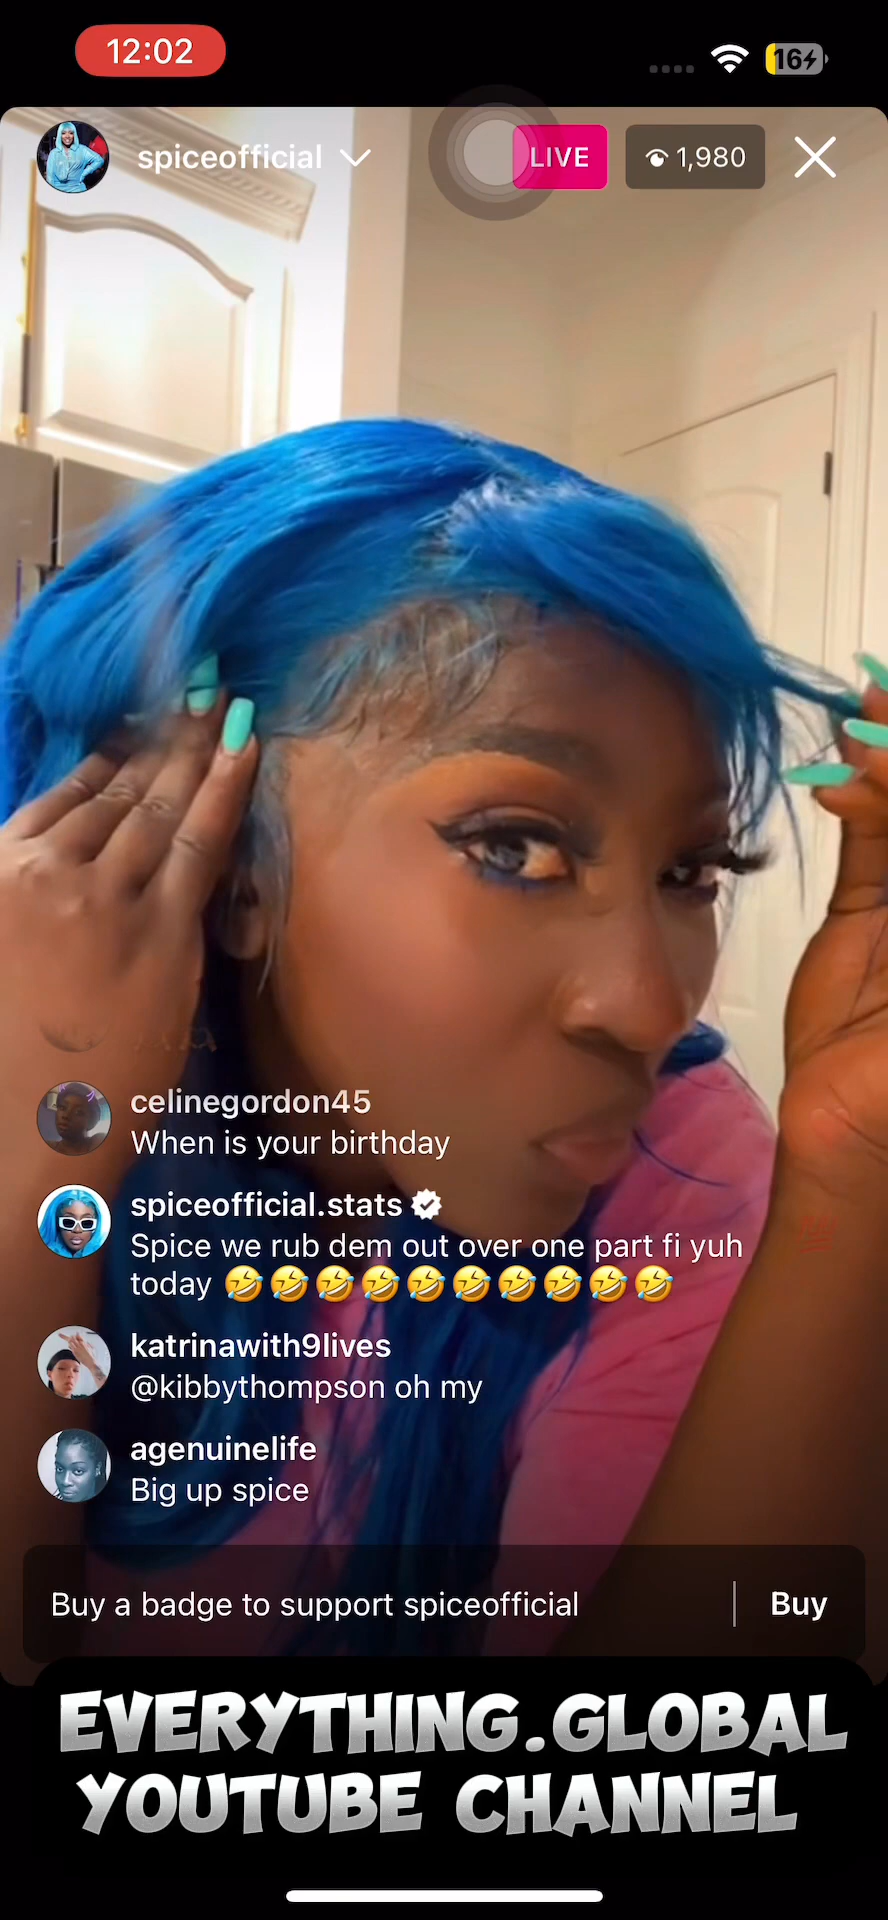 12:02
16
spiceofficial
LIVE
1,980
celinegordon45
When is your birthday
spiceofficial.stats
Spice we rub dem out over one part fi yuh
today 🤣🤣🤣🤣🤣🤣🤣🤣🤣🤣
katrinawith9lives
@kibbythompson oh my
agenuinelife
Big up spice
Buy a badge to support spiceofficial
Buy
EVERYTHING.GLOBAL
YOUTUBE CHANNEL